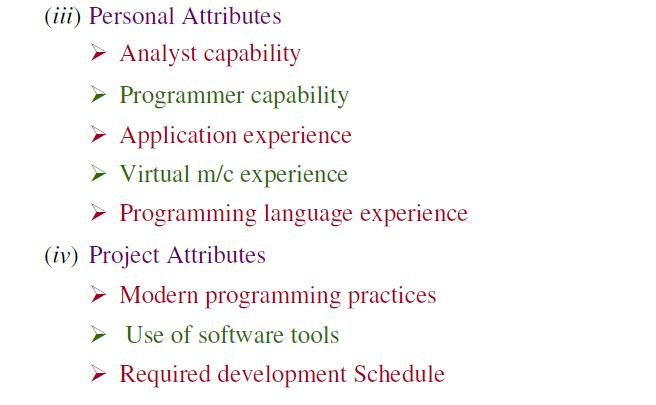 (iii) Personal Attributes
➢ Analyst capability
➢ Programmer capability
➢ Application experience
➢ Virtual m/c experience
➢ Programming language experience
(iv) Project Attributes
➢ Modern programming practices
➢ Use of software tools
➢ Required development Schedule